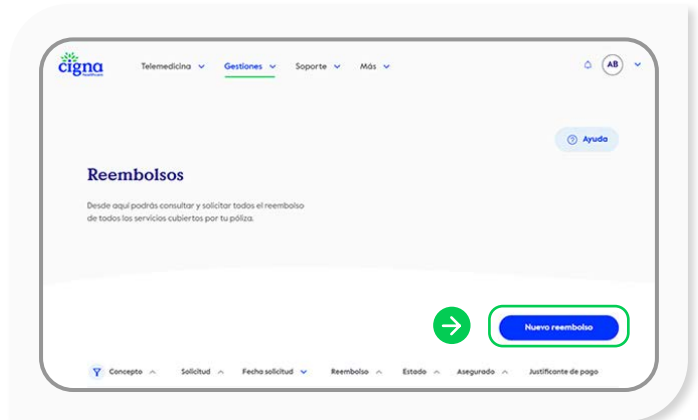 cigna
healthcare
Telemedicina Gestiones Soporte Más AB
Ayuda
Reembolsos
Desde aquí podrás consultar y solicitar todos el reembolso
de todos los servicios cubiertos por tu póliza.
Nuevo reembolso
Concepto Solicitud Fecha solicitud Reembolso Estado Asegurado Justificante de pago